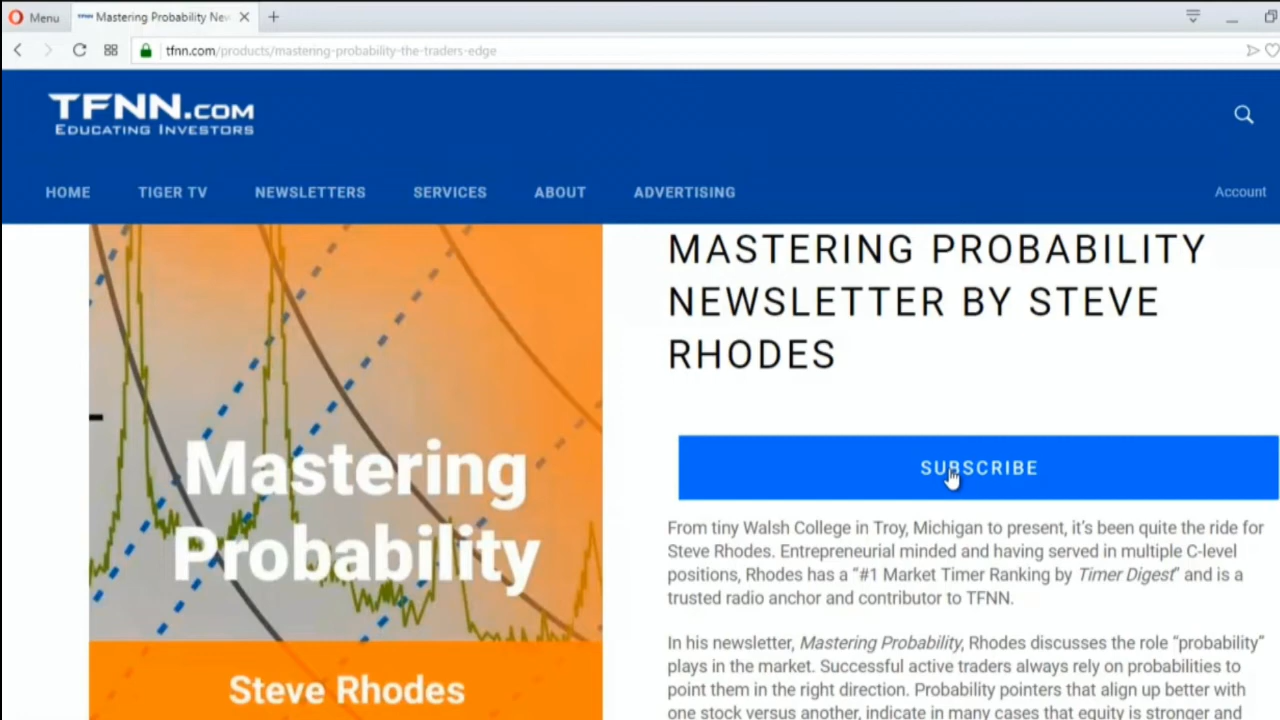 Menu
Mastering Probability New
tfnn.com/products/mastering-probability-the-traders-edge
TFNN.COM
EDUCATING INVESTORS
HOME TIGER TV NEWSLETTERS SERVICES ABOUT ADVERTISING Account
Mastering
Probability
Steve Rhodes
MASTERING PROBABILITY
NEWSLETTER BY STEVE
RHODES
SUBSCRIBE
From tiny Walsh College in Troy, Michigan to present, it's been quite the ride for
Steve Rhodes. Entrepreneurial minded and having served in multiple C-level
positions, Rhodes has a “#1 Market Timer Ranking by Timer Digest” and is a
trusted radio anchor and contributor to TFNN.
In his newsletter, Mastering Probability, Rhodes discusses the role “probability”
plays in the market. Successful active traders always rely on probabilities to
point them in the right direction. Probability pointers that align up better with
one stock versus another, indicate in many cases that equity is stronger and